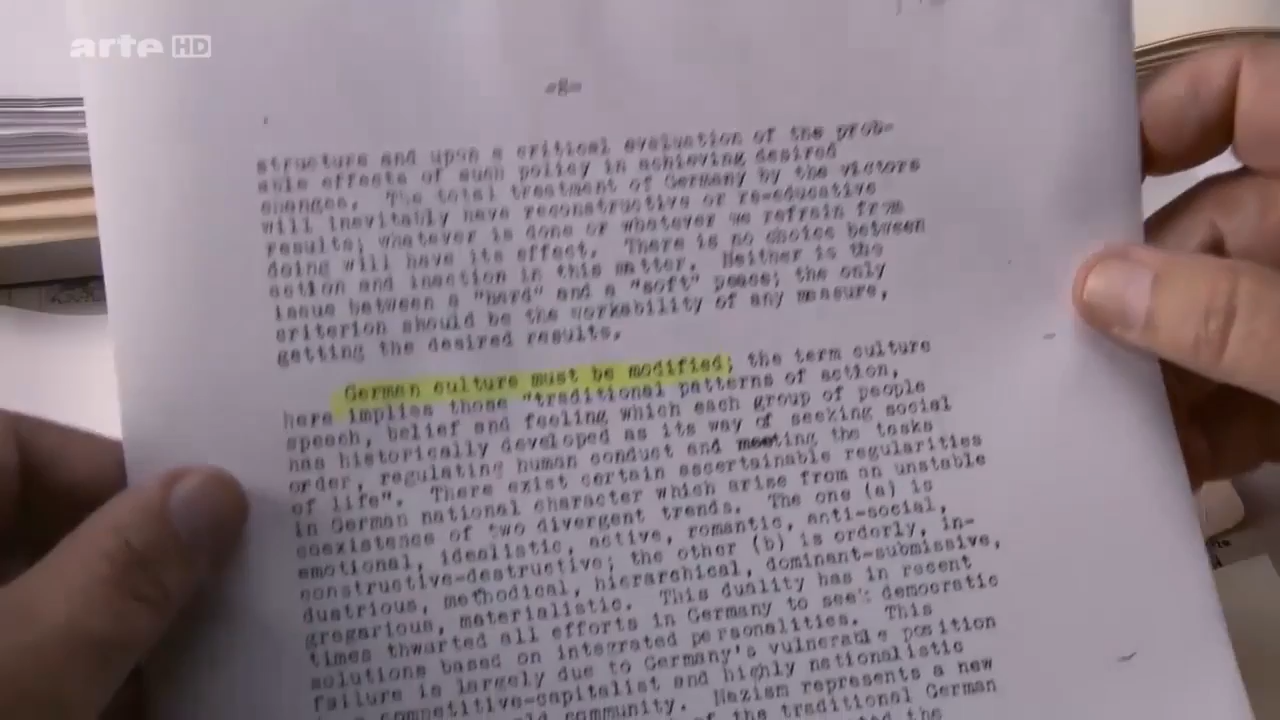 arte HD
-8-
structure and upon a critical evaluation of the prob-
able effects of such policy in achieving desired
changes. The total treatment of Germany by the victors
will inevitably have reconstructive or re-educative
results; whatever is done or whatever we refrain from
doing will have its effect. There is no choice between
action and inaction in this matter. Neither is the
issue between a "hard" and a "soft" peace; the only
criterion should be the workability of any measure,
getting the desired results.
German culture must be modified; the term culture
here implies those "traditional patterns of action,
speech, belief and feeling which each group of people
has historically developed as its way of seeking social
order, regulating human conduct and meeting the tasks
of life". There exist certain ascertainable regularities
in German national character which arise from an unstable
coexistence of two divergent trends. The one (a) is
emotional, idealistic, active, romantic, anti-social,
constructive-destructive; the other (b) is orderly, in-
dustrious, methodical, hierarchical, dominant-submissive,
gregarious, materialistic. This duality has in recent
times thwarted all efforts in Germany to seek democratic
solutions based on integrated personalities. This
failure is largely due to Germany's vulnerable position
competitive-capitalist and highly nationalistic
community. Nazism represents a new
of the traditional German
the